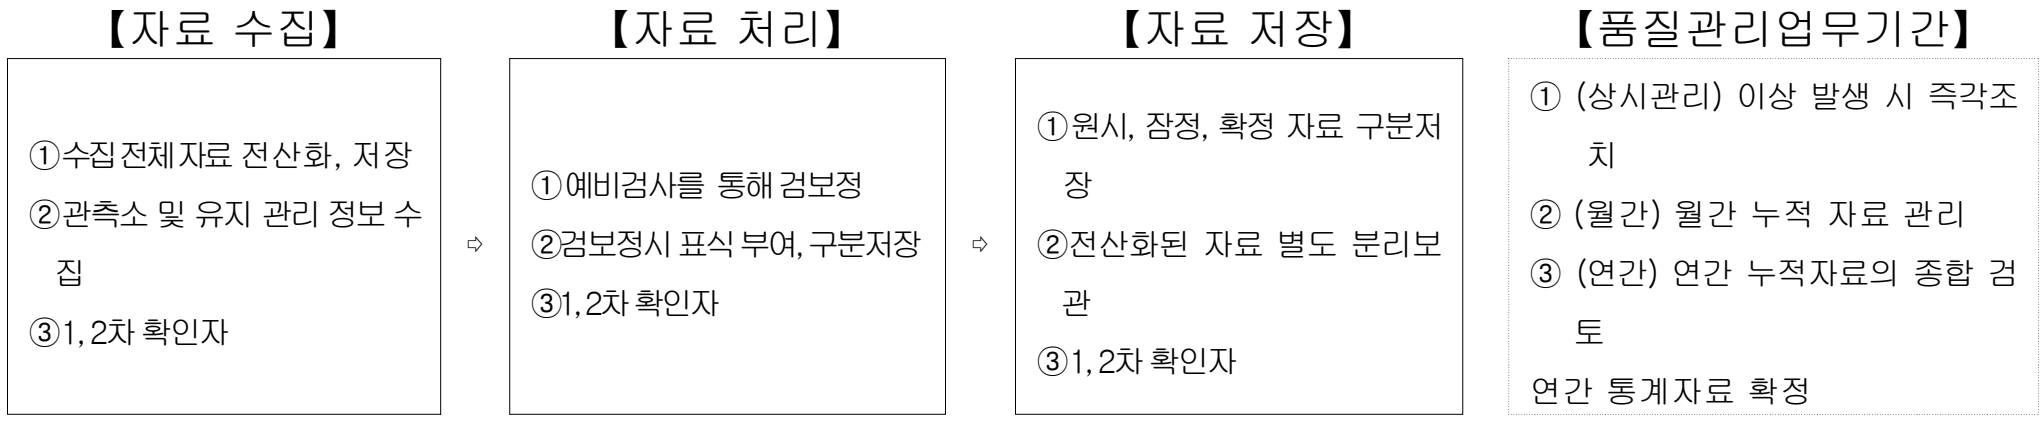 【자료 수집】
①수집전체자료 전산화, 저장
②관측소 및 유지 관리 정보 수
집
③1, 2차 확인자
⇨
【자료 처리】
①예비검사를 통해 검보정
②검보정시 표식 부여, 구분저장
③1, 2차 확인자
⇨
【자료 저장】
①원시, 잠정, 확정 자료 구분저
장
②전산화된 자료 별도 분리보
관
③1, 2차 확인자
【품질관리업무기간】
① (상시관리) 이상 발생 시 즉각조
치
② (월간) 월간 누적 자료 관리
③ (연간) 연간 누적자료의 종합 검
토
연간 통계자료 확정